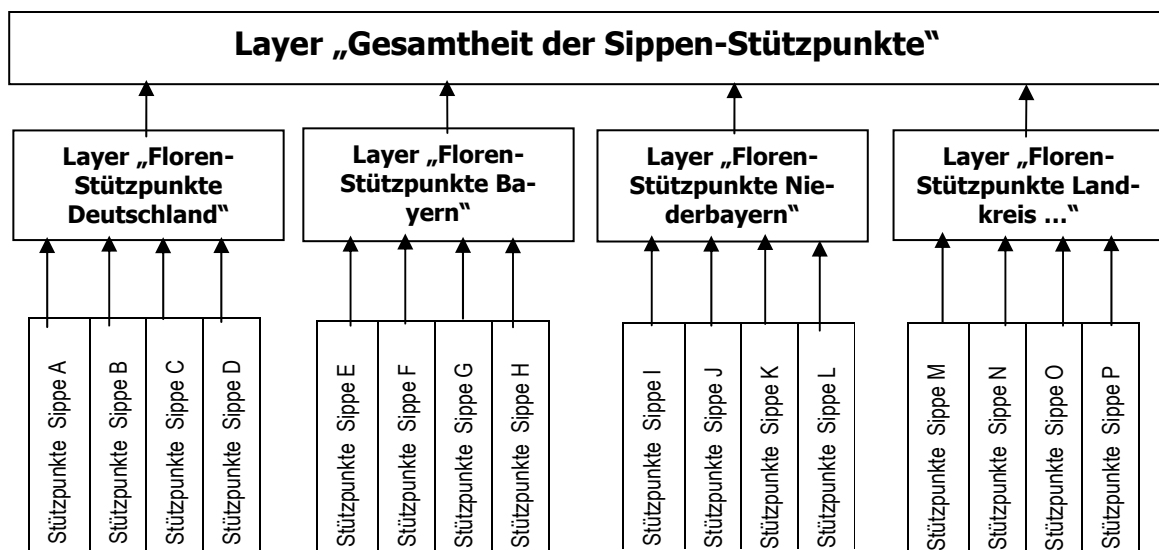 Layer „Gesamtheit der Sippen-Stützpunkte“
Layer „Floren-
Stützpunkte
Deutschland“
Layer „Floren-
Stützpunkte Ba-
yern“
Layer „Floren-
Stützpunkte Nie-
derbayern“
Layer „Floren-
Stützpunkte Land-
kreis ...“
Stützpunkte Sippe A
Stützpunkte Sippe B
Stützpunkte Sippe C
Stützpunkte Sippe D
Stützpunkte Sippe E
Stützpunkte Sippe F
Stützpunkte Sippe G
Stützpunkte Sippe H
Stützpunkte Sippe I
Stützpunkte Sippe J
Stützpunkte Sippe K
Stützpunkte Sippe L
Stützpunkte Sippe M
Stützpunkte Sippe N
Stützpunkte Sippe O
Stützpunkte Sippe P